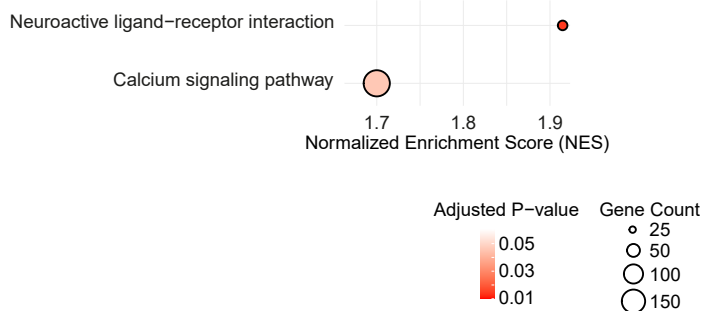 Neuroactive ligand−receptor interaction
Calcium signaling pathway
1.7 1.8 1.9
Normalized Enrichment Score (NES)
Adjusted P−value
0.05
0.03
0.01
Gene Count
25
50
100
150